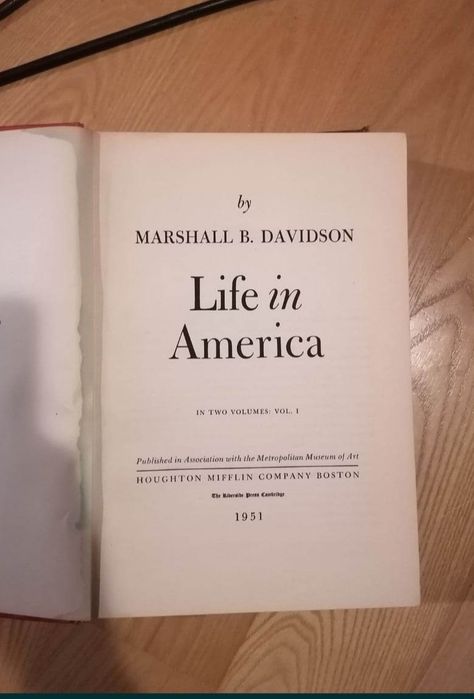 by
MARSHALL B. DAVIDSON
Life in
America
IN TWO VOLUMES: VOL. I
Published in Association with the Metropolitan Museum of Art
HOUGHTON MIFFLIN COMPANY BOSTON
The Riverside Press Cambridge
1951